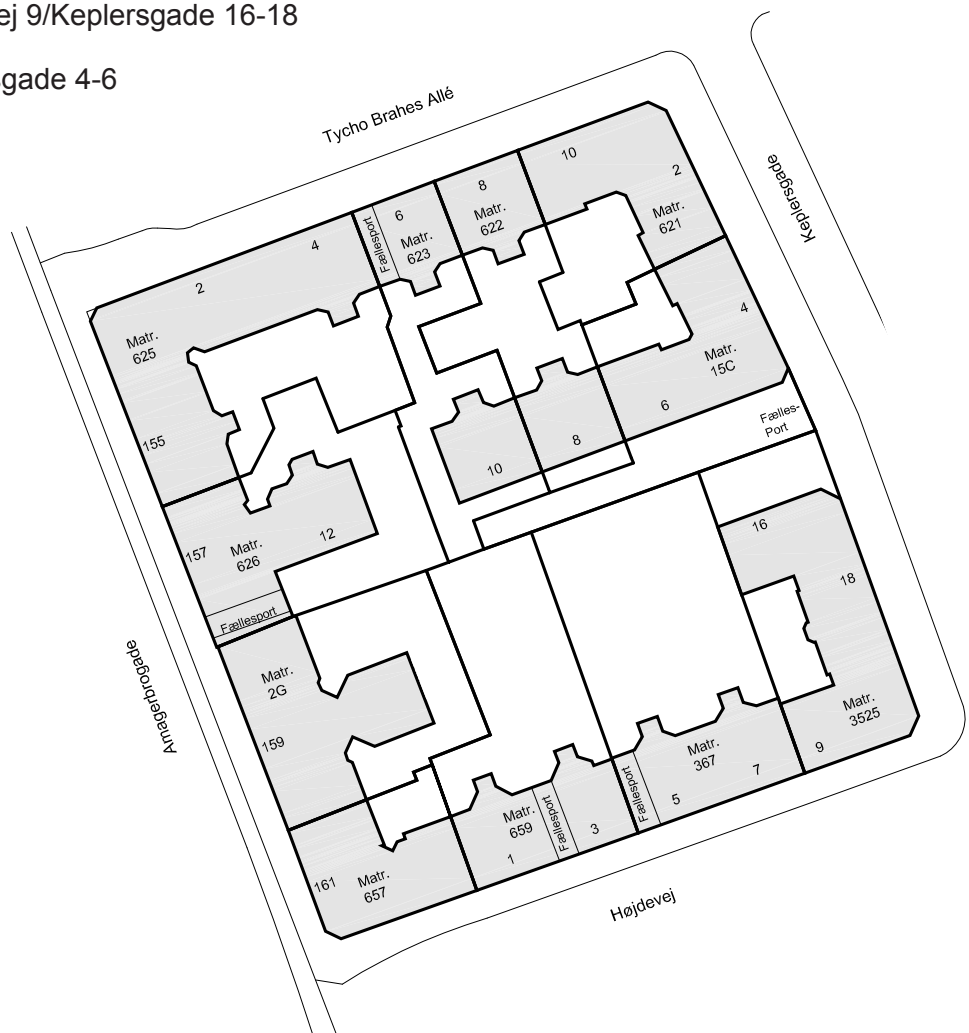 ej 9/Keplersgade 16-18
gade 4-6
Tycho Brahes Allé
Keplersgade
10
2
Matr.
621
8
Matr.
622
6
Matr.
623
Fællesport
4
2
Matr.
625
155
4
Matr.
15C
6
8
10
Fælles-
Port
157
Matr.
626
12
Fællesport
16
18
Matr.
3525
9
Matr.
2G
159
Amagerbrogade
Matr.
367
7
5
Fællesport
3
Fællesport
Matr.
659
1
161
Matr.
657
Højdevej